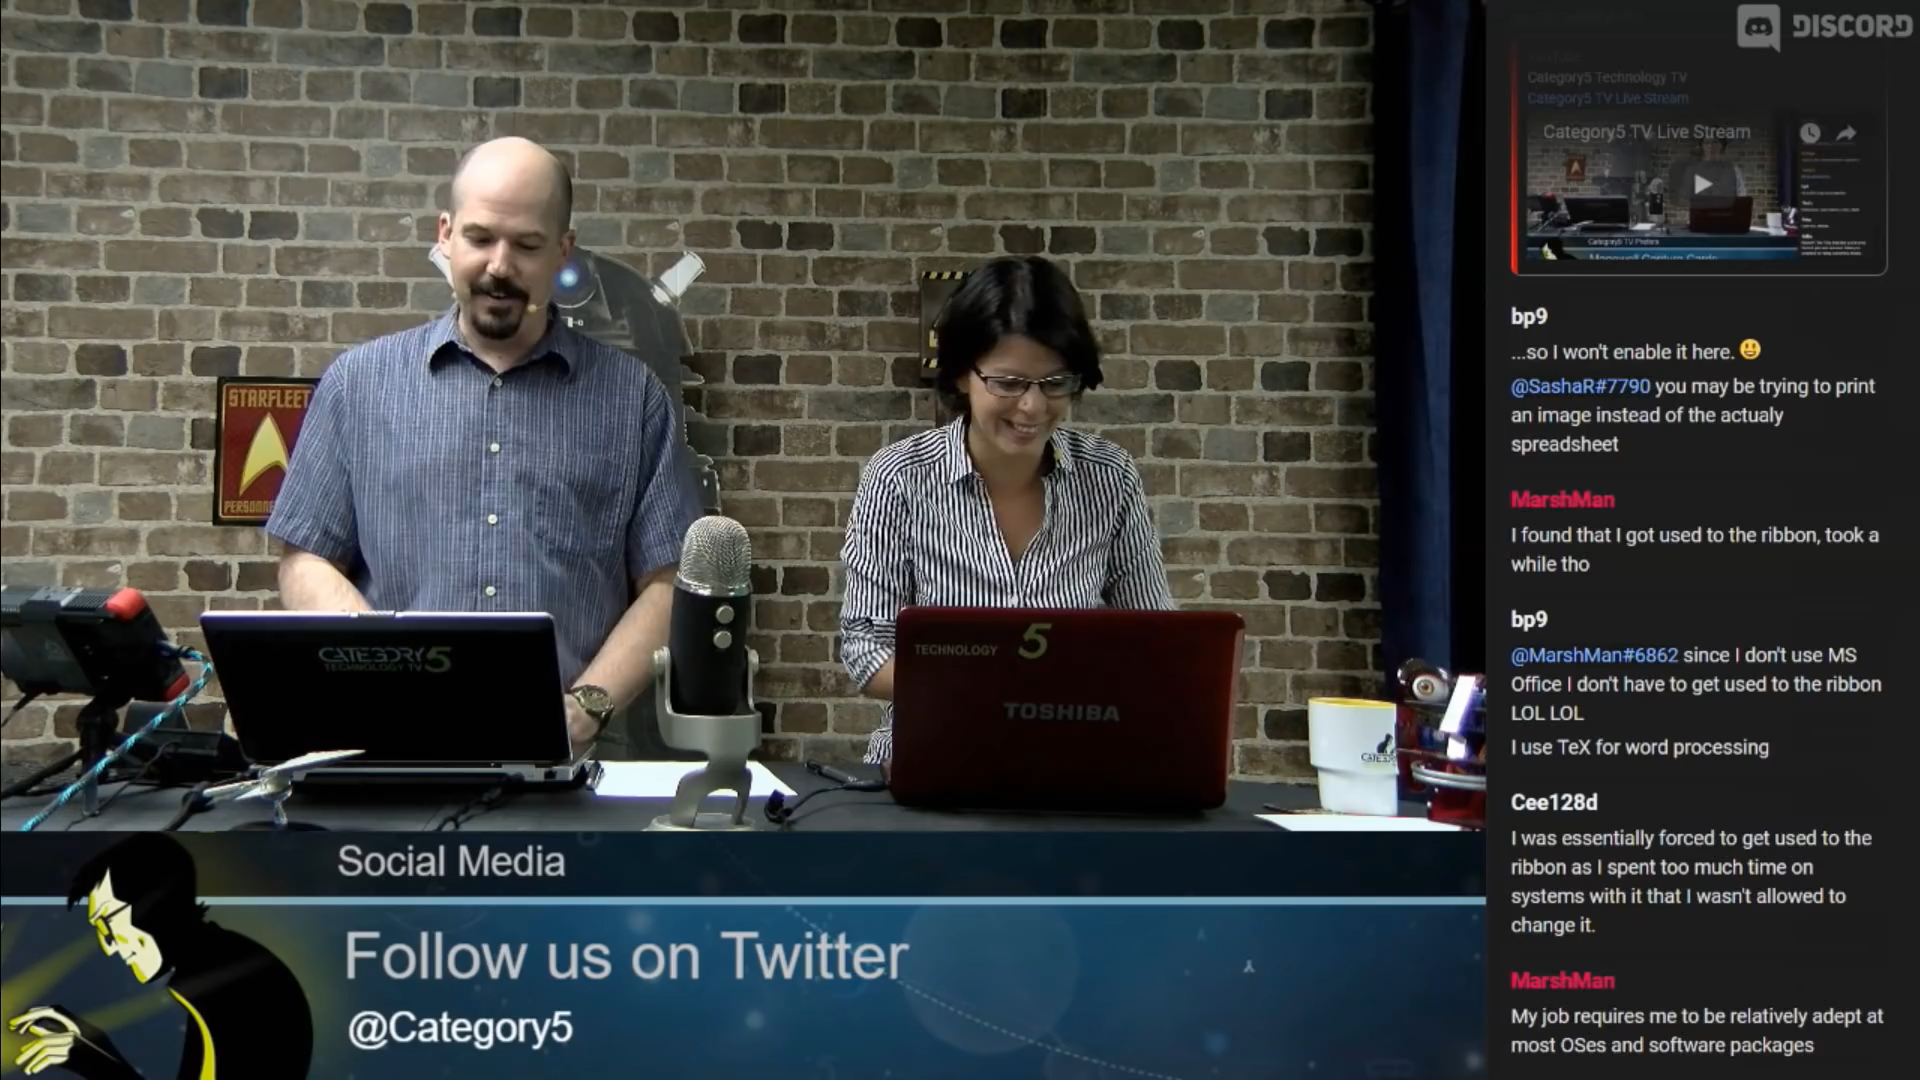 STARFLEET
PERSONNE
CATEGORY5
TECHNOLOGY TV
TECHNOLOGY 5
TOSHIBA
Social Media
Follow us on Twitter
@Category5
DISCORD
Category5 Technology TV
Category5 TV Live Stream
Category5 TV Live Stream
bp9
...so I won't enable it here.
@SashaR#7790 you may be trying to print
an image instead of the actualy
spreadsheet
MarshMan
I found that I got used to the ribbon, took a
while tho
bp9
@MarshMan#6862 since I don't use MS
Office I don't have to get used to the ribbon
LOL LOL
I use TeX for word processing
Cee128d
I was essentially forced to get used to the
ribbon as I spent too much time on
systems with it that I wasn't allowed to
change it.
MarshMan
My job requires me to be relatively adept at
most OSes and software packages